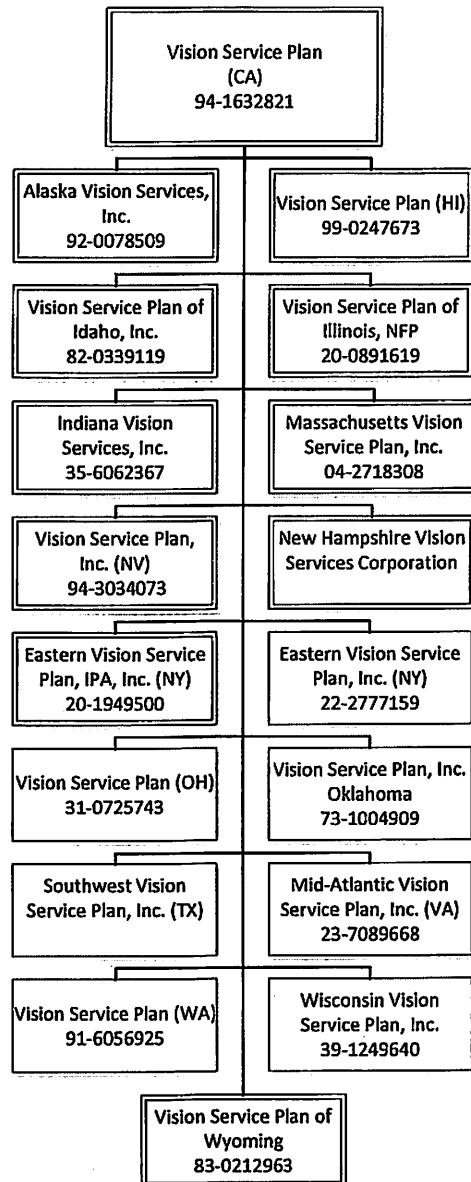 Vision Service Plan
(CA)
94-1632821
Alaska Vision Services,
Inc.
92-0078509
Vision Service Plan (HI)
99-0247673
Vision Service Plan of
Idaho, Inc.
82-0339119
Vision Service Plan of
Illinois, NFP
20-0891619
Indiana Vision
Services, Inc.
35-6062367
Massachusetts Vision
Service Plan, Inc.
04-2718308
Vision Service Plan,
Inc. (NV)
94-3034073
New Hampshire Vision
Services Corporation
Eastern Vision Service
Plan, IPA, Inc. (NY)
20-1949500
Eastern Vision Service
Plan, Inc. (NY)
22-2777159
Vision Service Plan (OH)
31-0725743
Vision Service Plan, Inc.
Oklahoma
73-1004909
Southwest Vision
Service Plan, Inc. (TX)
Mid-Atlantic Vision
Service Plan, Inc. (VA)
23-7089668
Vision Service Plan (WA)
91-6056925
Wisconsin Vision
Service Plan, Inc.
39-1249640
Vision Service Plan of
Wyoming
83-0212963